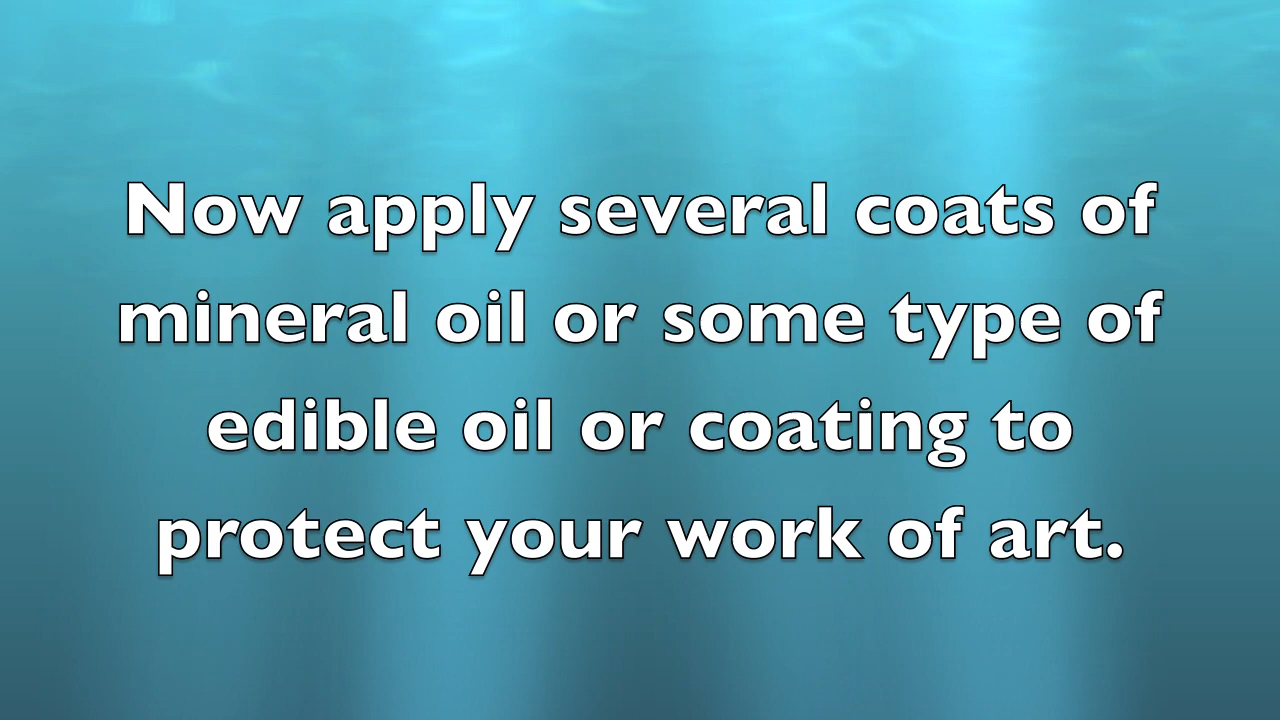 Now apply several coats of
mineral oil or some type of
edible oil or coating to
protect your work of art.